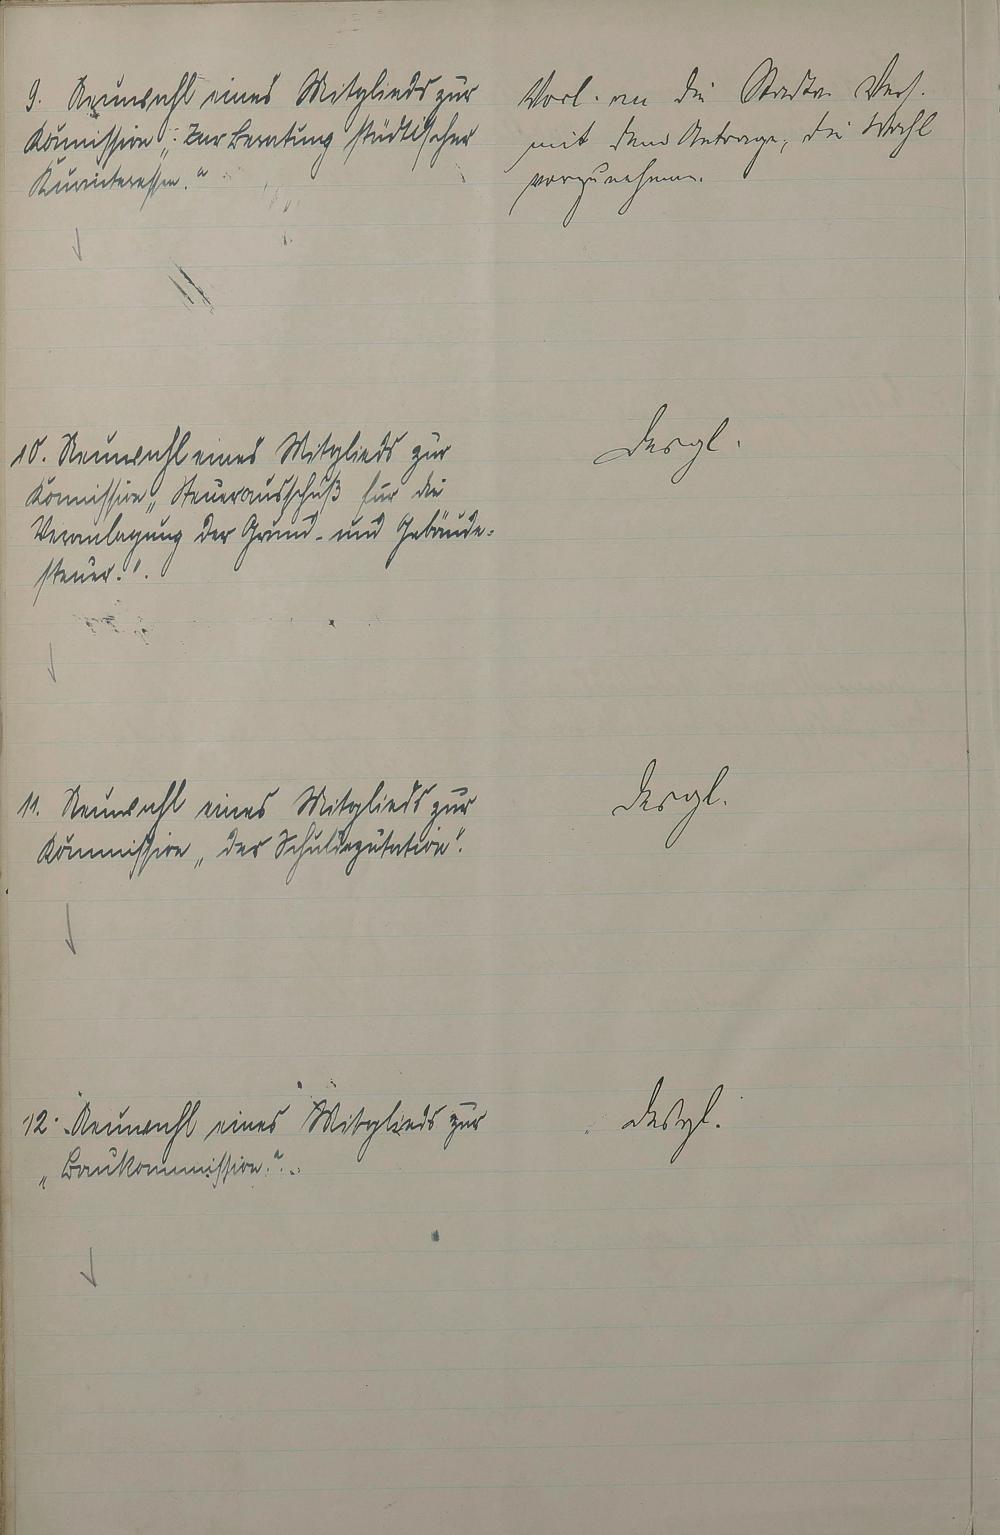 9. Neuwahl eines Mitglieds zur
Kommission „: Zur Beratung städtischer
Kurinteressen."
Vorl. an die Stadtv. Vers.
mit dem Antrage, die Wahl
vorzunehmen.
10. Neuwahl eines Mitglieds zur
Kommission „Steuerausschuß für die
Veranlagung der Grund- und Gebäude-
steuer.".
Desgl.
11. Neuwahl eines Mitglieds zur
Kommission „der Schuldeputation".
Desgl.
12. Neuwahl eines Mitglieds zur
„Baukommission."
Desgl.